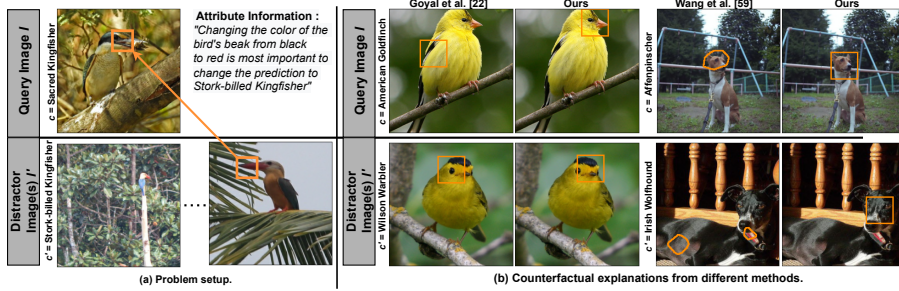 Goyal et al. [22]
Ours
Wang et al. [59]
Ours
Query Image I
c = Sacred Kingfisher
Attribute Information :
"Changing the color of the
bird's beak from black
to red is most important to
change the prediction to
Stork-billed Kingfisher"
Query Image I
c = American Goldfinch
c = Affenpinscher
Distractor
Image(s) I'
c' = Stork-billed Kingfisher
....
Distractor
Image(s) I'
c' = Wilson Warbler
c' = Irish Wolfhound
(a) Problem setup.
(b) Counterfactual explanations from different methods.